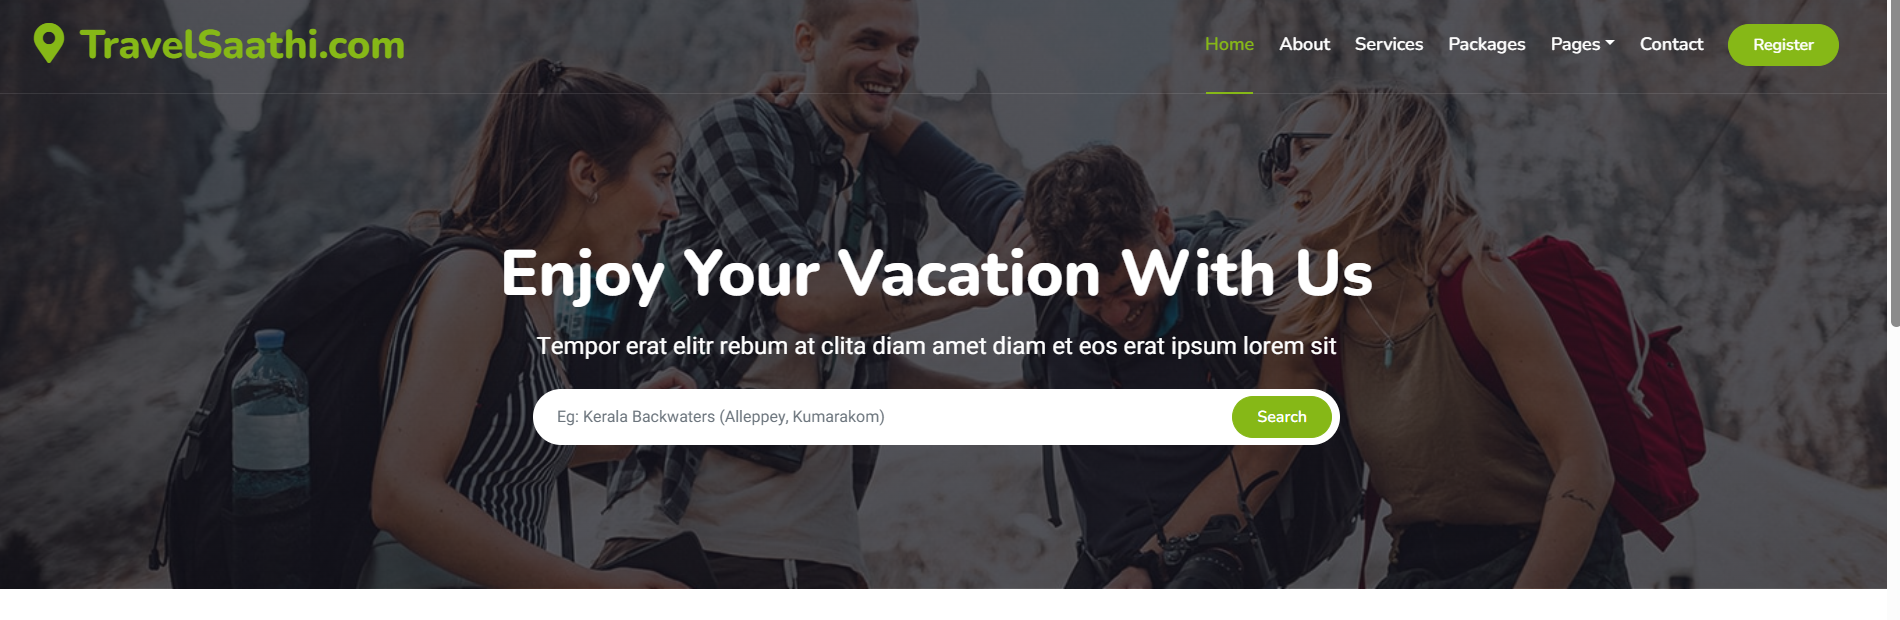 TravelSaathi.com
Home About Services Packages Pages Contact Register
Enjoy Your Vacation With Us
Tempor erat elitr rebum at clita diam amet diam et eos erat ipsum lorem sit
Eg: Kerala Backwaters (Alleppey, Kumarakom) Search